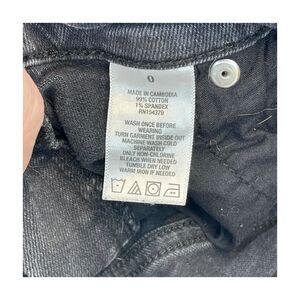 0
MADE IN CAMBODIA
99% COTTON
1% SPANDEX
RN154379
WASH ONCE BEFORE
WEARING
TURN GARMENT INSIDE OUT
MACHINE WASH COLD
SEPARATELY
ONLY NON-CHLORINE
BLEACH WHEN NEEDED
TUMBLE DRY LOW
WARM IRON IF NEEDED